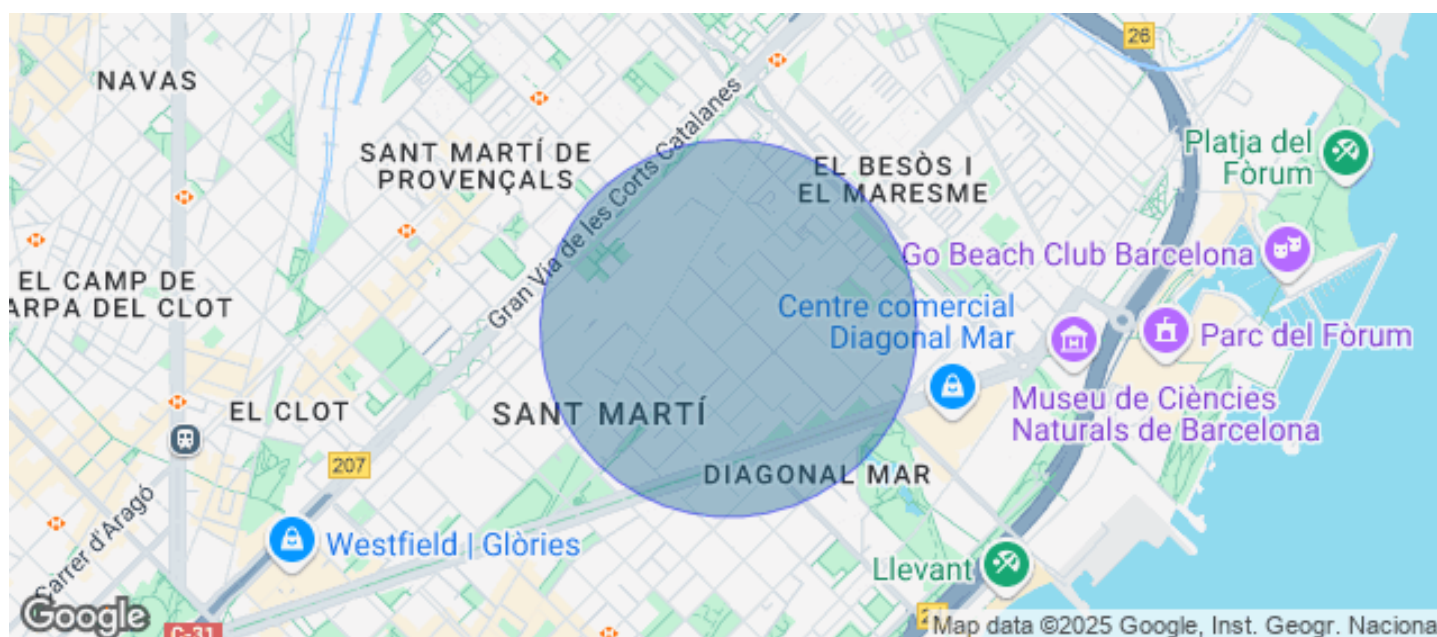 26
NAVAS
SANT MARTÍ DE
PROVENÇALS
Gran Via de les Corts Catalanes
EL BESÒS I
EL MARESME
Platja del
Fòrum
Go Beach Club Barcelona
EL CAMP DE
ARPA DEL CLOT
Centre comercial
Diagonal Mar
Parc del Fòrum
Museu de Ciències
Naturals de Barcelona
EL CLOT
SANT MARTÍ
207
DIAGONAL MAR
Carrer d'Aragó
Westfield | Glòries
Llevant
Google
C-31
Map data ©2025 Google, Inst. Geogr. Naciona